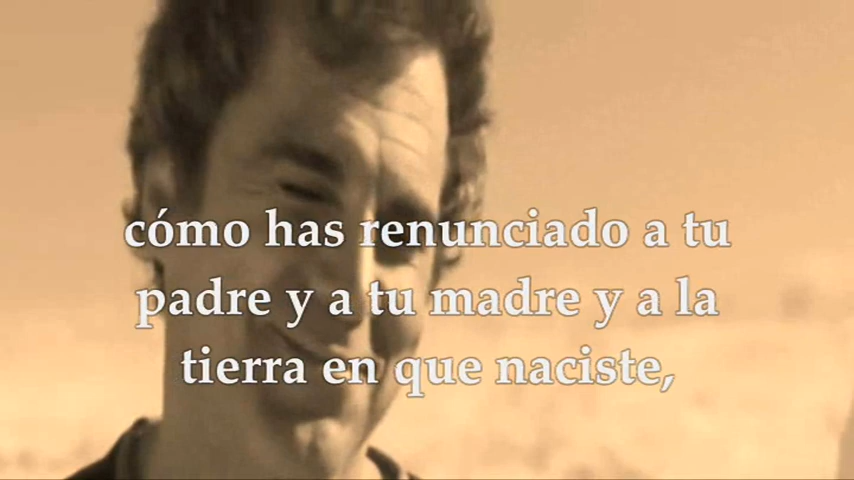 cómo has renunciado a tu
padre y a tu madre y a la
tierra en que naciste,